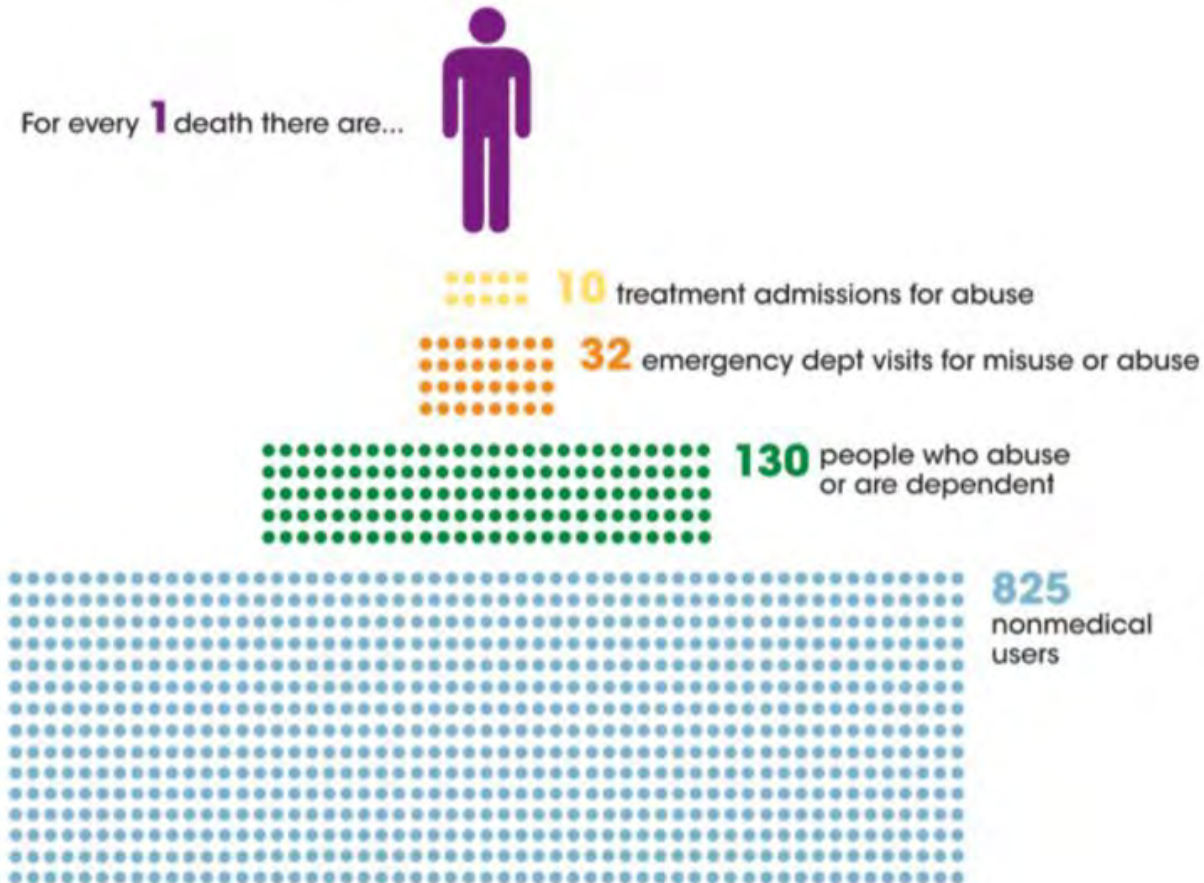 For every 1 death there are...
10 treatment admissions for abuse
32 emergency dept visits for misuse or abuse
130 people who abuse
or are dependent
825
nonmedical
users